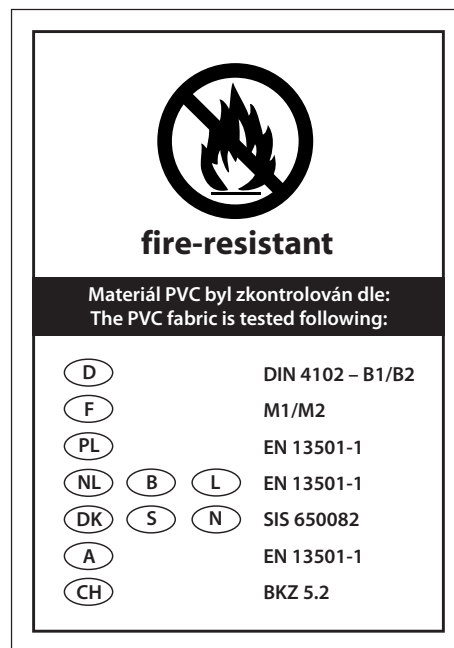 fire-resistant
Materiál PVC byl zkontrolován dle:
The PVC fabric is tested following:
D DIN 4102 – B1/B2
F M1/M2
PL EN 13501-1
NL B L EN 13501-1
DK S N SIS 650082
A EN 13501-1
CH BKZ 5.2